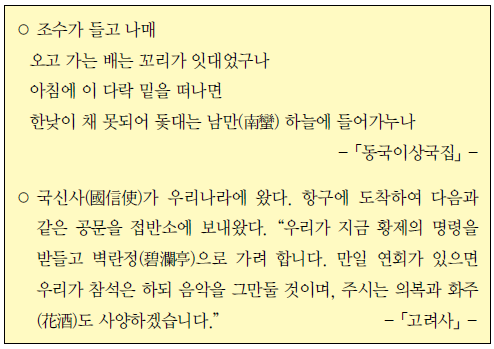 ○ 조수가 들고 나매
오고 가는 배는 꼬리가 잇대었구나
아침에 이 다락 밑을 떠나면
한낮이 채 못되어 돛대는 남만(南蠻) 하늘에 들어가누나
– 「동국이상국집」 –
○ 국신사(國信使)가 우리나라에 왔다. 항구에 도착하여 다음과
같은 공문을 접반소에 보내왔다. “우리가 지금 황제의 명령을
받들고 벽란정(碧瀾亭)으로 가려 합니다. 만일 연회가 있으면
우리가 참석은 하되 음악을 그만둘 것이며, 주시는 의복과 화주
(花酒)도 사양하겠습니다.” – 「고려사」 –